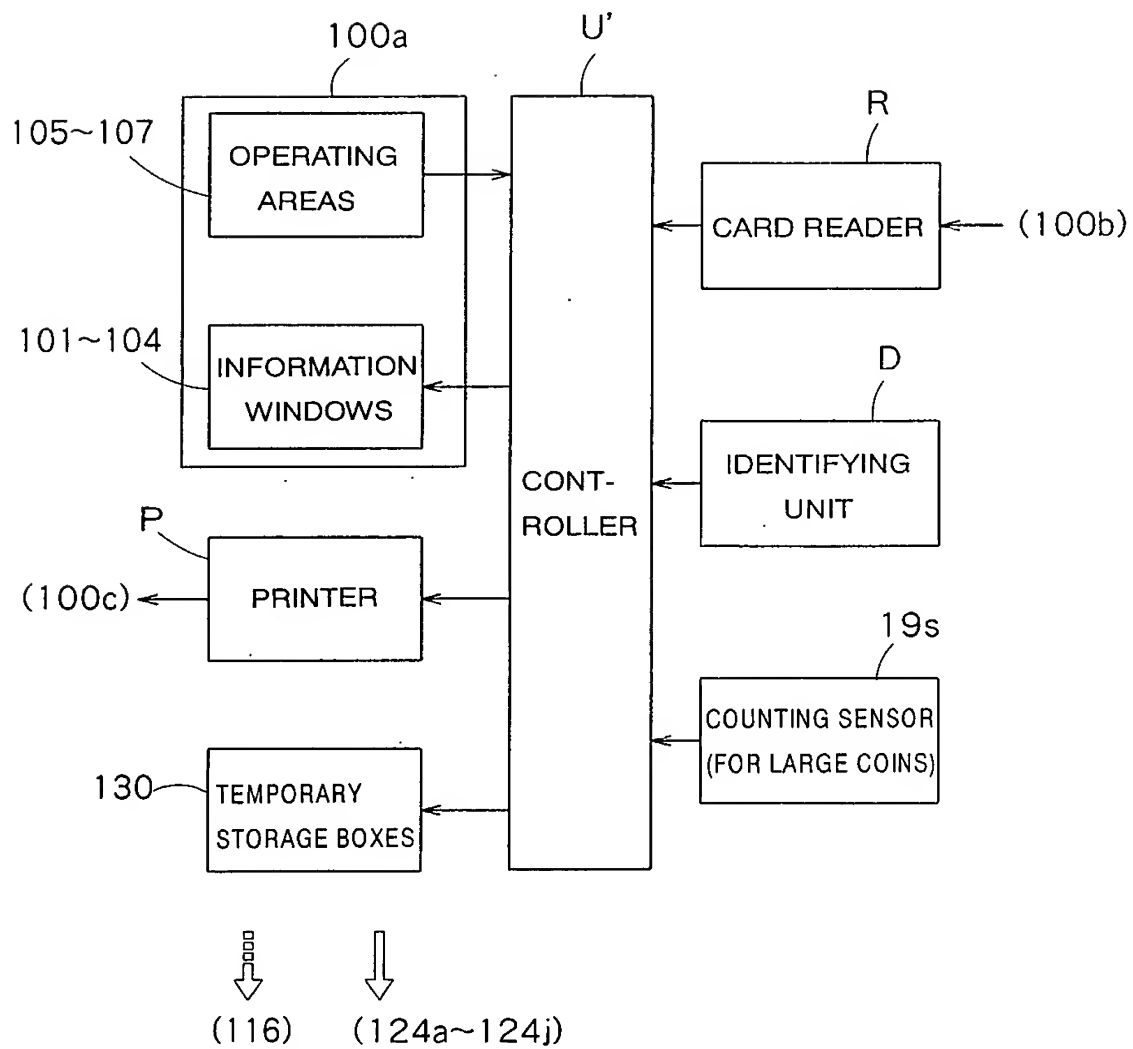 U'
100a
R
105~107
OPERATING
AREAS
CARD READER
(100b)
101~104
INFORMATION
WINDOWS
D
IDENTIFYING
UNIT
CONT-
ROLLER
P
PRINTER
(100c)
19s
COUNTING SENSOR
(FOR LARGE COINS)
130
TEMPORARY
STORAGE BOXES
(116)
(124a~124j)